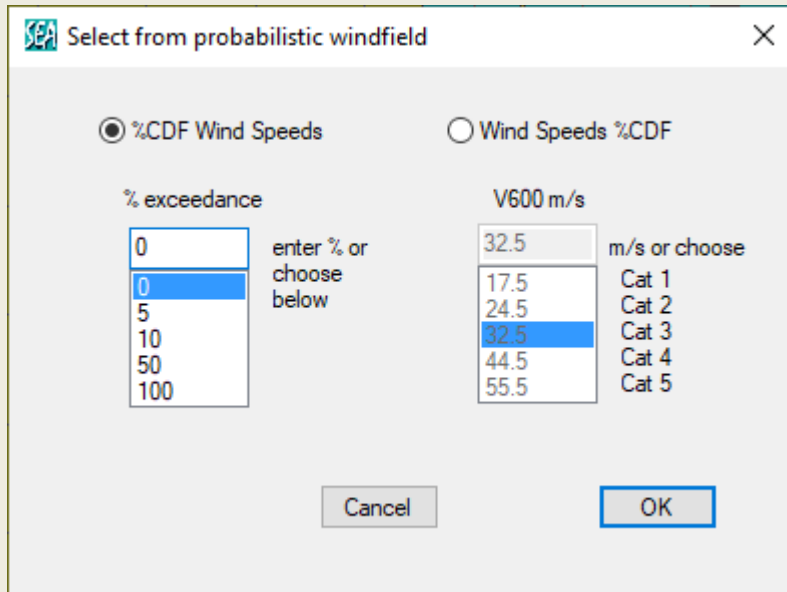 SEA Select from probabilistic windfield
%CDF Wind Speeds
Wind Speeds %CDF
% exceedance
V600 m/s
0
enter % or
choose
below
0
5
10
50
100
32.5
m/s or choose
17.5
24.5
32.5
44.5
55.5
Cat 1
Cat 2
Cat 3
Cat 4
Cat 5
Cancel
OK